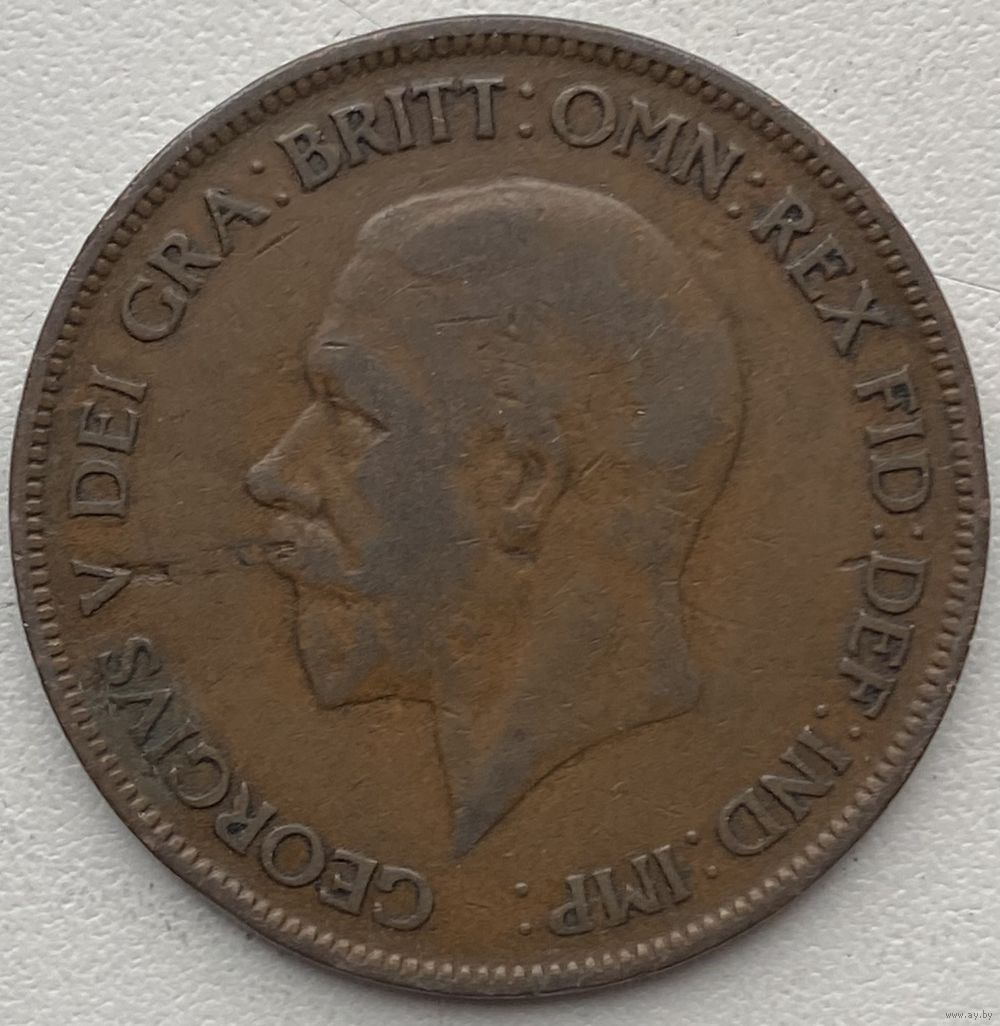 GEORGIVS V DEI GRA: BRITT: OMN: REX FID: DEF: IND: IMP:
www.ay.by